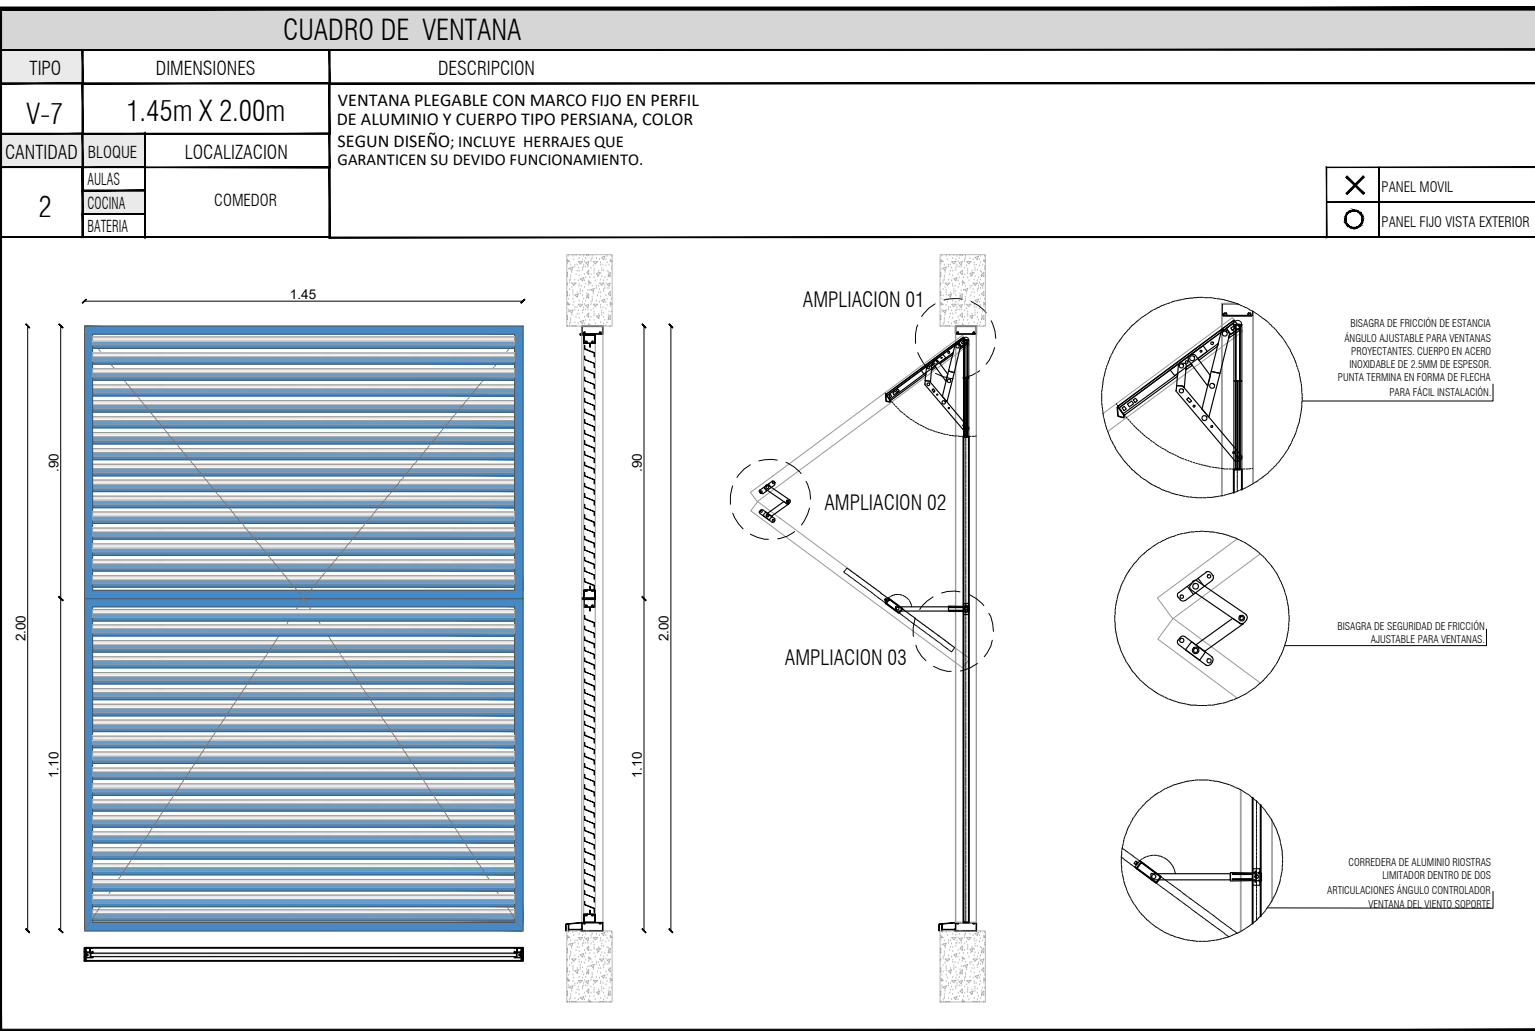 CUADRO DE VENTANA
TIPO
DIMENSIONES
DESCRIPCION
V-7
1.45m X 2.00m
VENTANA PLEGABLE CON MARCO FIJO EN PERFIL
DE ALUMINIO Y CUERPO TIPO PERSIANA, COLOR
SEGUN DISEÑO; INCLUYE HERRAJES QUE
GARANTICEN SU DEVIDO FUNCIONAMIENTO.
CANTIDAD
BLOQUE
LOCALIZACION
2
AULAS
COCINA
BATERIA
COMEDOR
PANEL MOVIL
PANEL FIJO VISTA EXTERIOR
1.45
.90
2.00
1.10
.90
2.00
1.10
AMPLIACION 01
AMPLIACION 02
AMPLIACION 03
BISAGRA DE FRICCIÓN DE ESTANCIA
ÁNGULO AJUSTABLE PARA VENTANAS
PROYECTANTES. CUERPO EN ACERO
INOXIDABLE DE 2.5MM DE ESPESOR.
PUNTA TERMINA EN FORMA DE FLECHA
PARA FÁCIL INSTALACIÓN.
BISAGRA DE SEGURIDAD DE FRICCIÓN
AJUSTABLE PARA VENTANAS.
CORREDERA DE ALUMINIO RIOSTRAS
LIMITADOR DENTRO DE DOS
ARTICULACIONES ÁNGULO CONTROLADOR
VENTANA DEL VIENTO SOPORTE